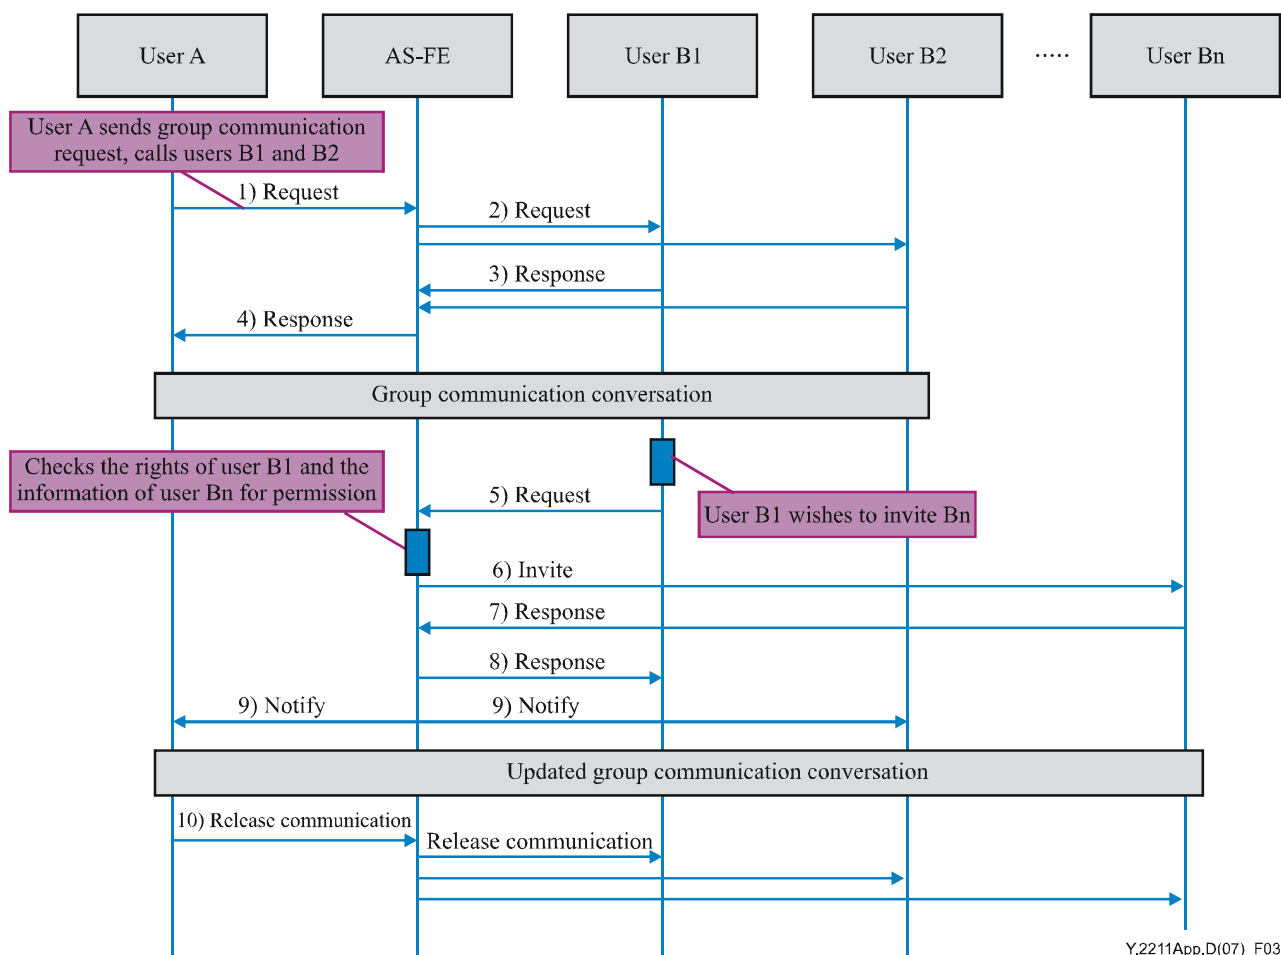 User A
AS-FE
User B1
User B2
.....
User Bn
User A sends group communication
request, calls users B1 and B2
1) Request
2) Request
3) Response
4) Response
Group communication conversation
Checks the rights of user B1 and the
information of user Bn for permission
5) Request
User B1 wishes to invite Bn
6) Invite
7) Response
8) Response
9) Notify
9) Notify
Updated group communication conversation
10) Release communication
Release communication
Y.2211App.D(07)_F03